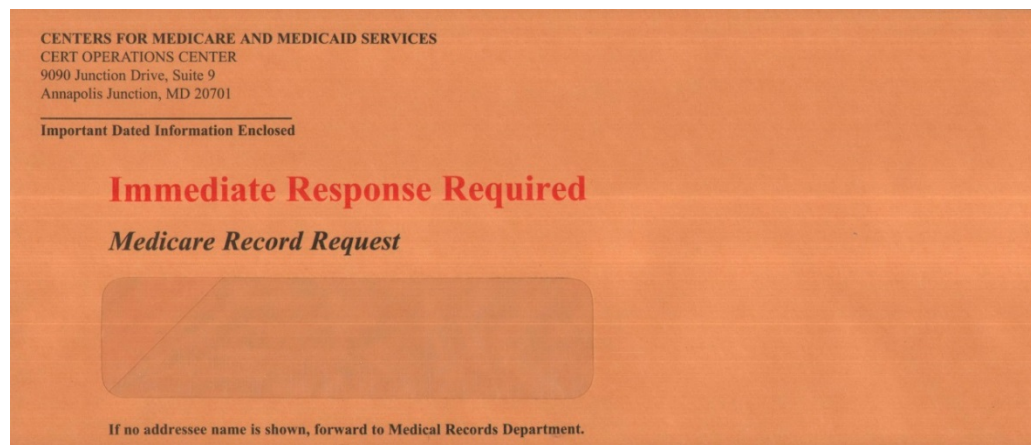 CENTERS FOR MEDICARE AND MEDICAID SERVICES
CERT OPERATIONS CENTER
9090 Junction Drive, Suite 9
Annapolis Junction, MD 20701
Important Dated Information Enclosed
Immediate Response Required
Medicare Record Request
If no addressee name is shown, forward to Medical Records Department.